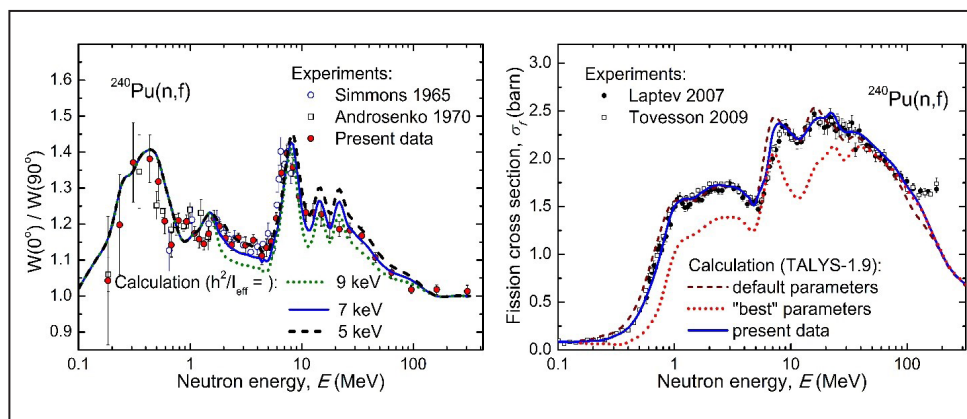 W(0°) / W(90°)
1.6
1.5
1.4
1.3
1.2
1.1
1.0
0.9
²⁴⁰Pu(n,f)
Experiments:
Simmons 1965
Androsenko 1970
Present data
Calculation (h²/I_eff = ):
9 keV
7 keV
5 keV
0.1 1 10 100
Neutron energy, E (MeV)
Fission cross section, σ_f (barn)
3.0
2.5
2.0
1.5
1.0
0.5
0.0
Experiments:
Laptev 2007
Tovesson 2009
²⁴⁰Pu(n,f)
Calculation (TALYS-1.9):
default parameters
"best" parameters
present data
0.1 1 10 100
Neutron energy, E (MeV)